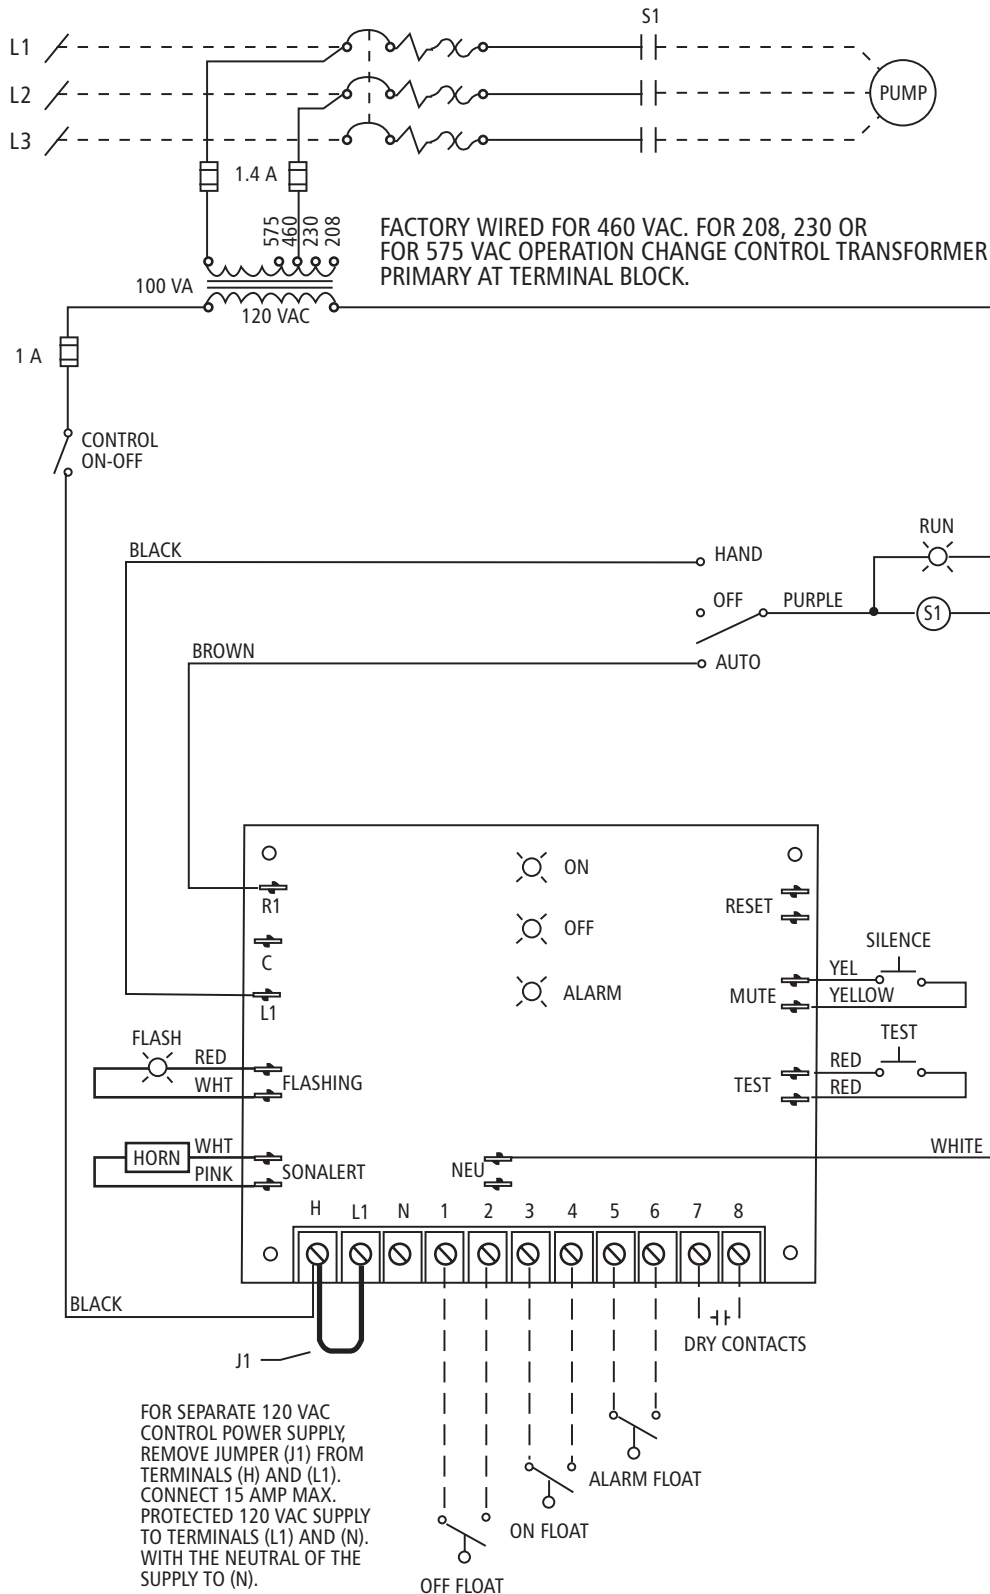 S1
L1
L2
PUMP
L3
1.4 A
575
460
230
208
FACTORY WIRED FOR 460 VAC. FOR 208, 230 OR
FOR 575 VAC OPERATION CHANGE CONTROL TRANSFORMER
PRIMARY AT TERMINAL BLOCK.
100 VA
120 VAC
1 A
CONTROL
ON-OFF
RUN
BLACK
HAND
OFF
PURPLE
S1
BROWN
AUTO
ON
R1
RESET
OFF
C
SILENCE
YEL
ALARM
MUTE
YELLOW
L1
FLASH
TEST
RED
RED
FLASHING
TEST
WHT
RED
WHT
HORN
WHITE
NEU
SONALERT
PINK
H L1 N 1 2 3 4 5 6 7 8
BLACK
DRY CONTACTS
J1
FOR SEPARATE 120 VAC
CONTROL POWER SUPPLY,
REMOVE JUMPER (J1) FROM
TERMINALS (H) AND (L1).
CONNECT 15 AMP MAX.
PROTECTED 120 VAC SUPPLY
TO TERMINALS (L1) AND (N).
WITH THE NEUTRAL OF THE
SUPPLY TO (N).
ALARM FLOAT
ON FLOAT
OFF FLOAT